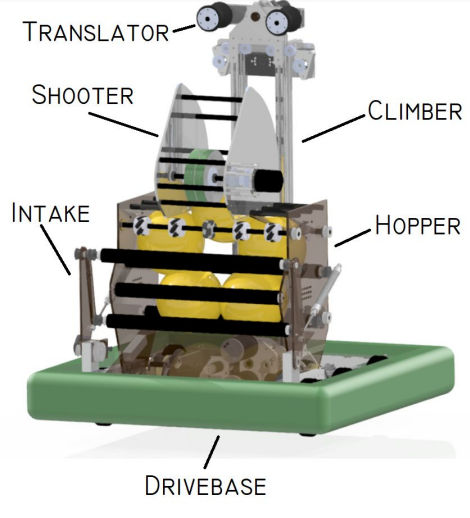 TRANSLATOR
SHOOTER
CLIMBER
INTAKE
HOPPER
DRIVEBASE